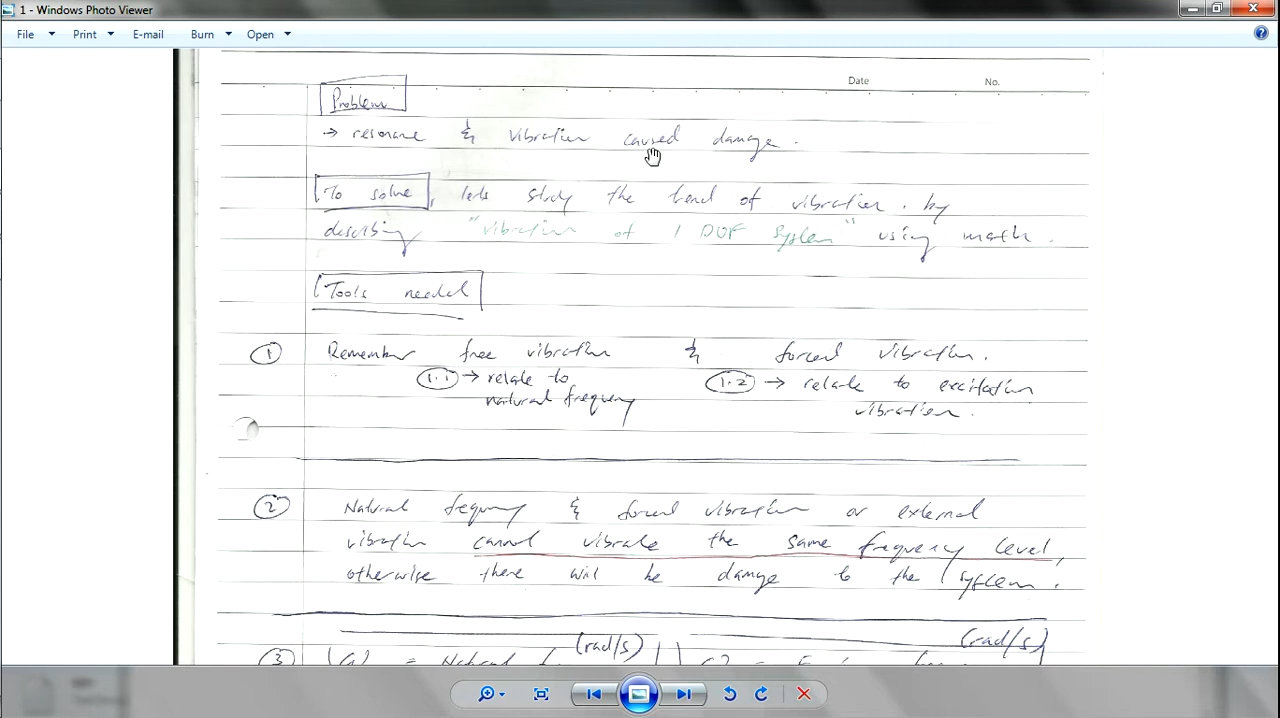 1 - Windows Photo Viewer
File Print E-mail Burn Open
Date No.
Problem
→ resonance & vibration caused damage.
To solve, lets study the trend of vibration. by
describing "vibration of 1 DOF system" using math.
Tools needed
1 Remember free vibration & forced vibration.
1.1 → relate to 1.2 → relate to excitation
natural frequency vibration.
2 Natural frequency & forced vibration or external
vibration cannot vibrate the same frequency level,
otherwise there will be damage to the system.
(rad/s) (rad/s)
3 = Natural